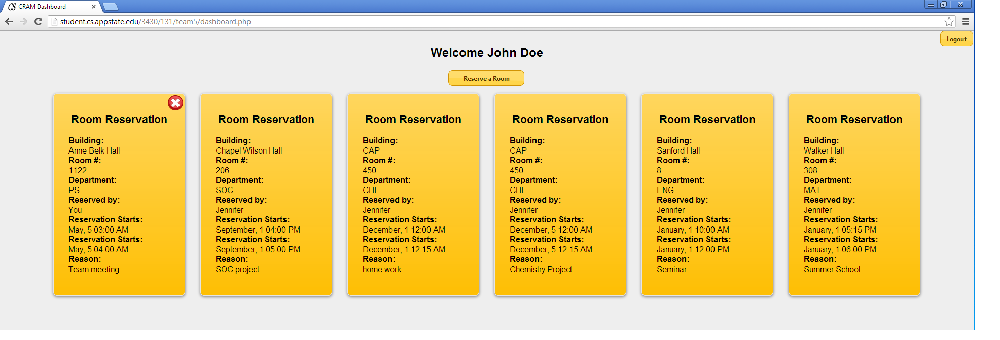 CS CRAM Dashboard
student.cs.appstate.edu/3430/131/team5/dashboard.php
Logout
Welcome John Doe
Reserve a Room
Room Reservation
Building:
Anne Belk Hall
Room #:
1122
Department:
PS
Reserved by:
You
Reservation Starts:
May, 5 03:00 AM
Reservation Starts:
May, 5 04:00 AM
Reason:
Team meeting.
Room Reservation
Building:
Chapel Wilson Hall
Room #:
206
Department:
SOC
Reserved by:
Jennifer
Reservation Starts:
September, 1 04:00 PM
Reservation Starts:
September, 1 05:00 PM
Reason:
SOC project
Room Reservation
Building:
CAP
Room #:
450
Department:
CHE
Reserved by:
Jennifer
Reservation Starts:
December, 1 12:00 AM
Reservation Starts:
December, 1 12:15 AM
Reason:
home work
Room Reservation
Building:
CAP
Room #:
450
Department:
CHE
Reserved by:
Jennifer
Reservation Starts:
December, 5 12:00 AM
Reservation Starts:
December, 5 12:15 AM
Reason:
Chemistry Project
Room Reservation
Building:
Sanford Hall
Room #:
8
Department:
ENG
Reserved by:
Jennifer
Reservation Starts:
January, 1 10:00 AM
Reservation Starts:
January, 1 12:00 PM
Reason:
Seminar
Room Reservation
Building:
Walker Hall
Room #:
308
Department:
MAT
Reserved by:
Jennifer
Reservation Starts:
January, 1 05:15 PM
Reservation Starts:
January, 1 06:00 PM
Reason:
Summer School